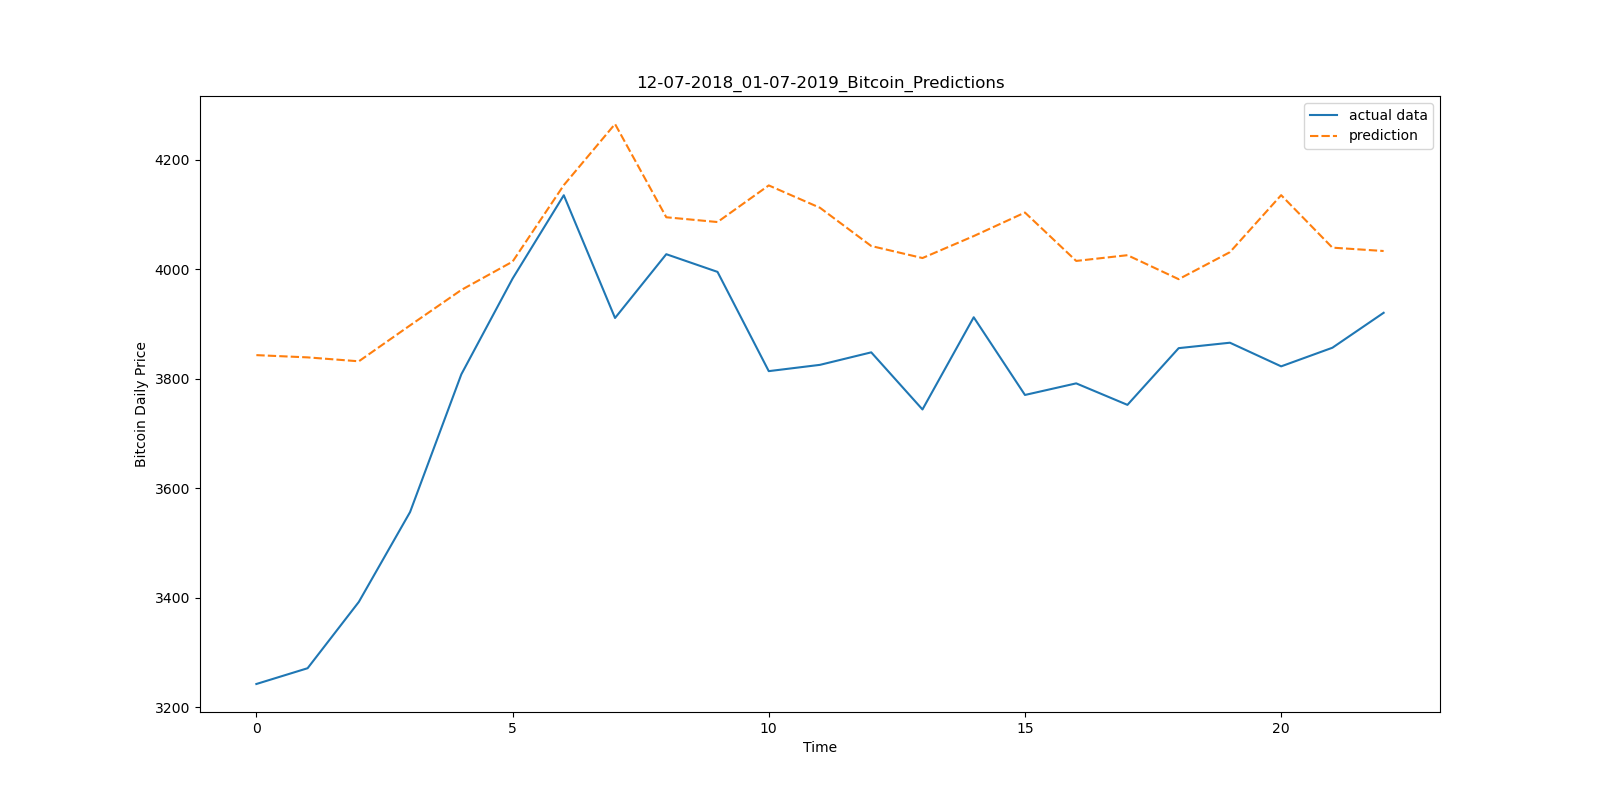 12-07-2018_01-07-2019_Bitcoin_Predictions
actual data
prediction
4200
4000
3800
3600
3400
3200
Bitcoin Daily Price
0 5 10 15 20
Time